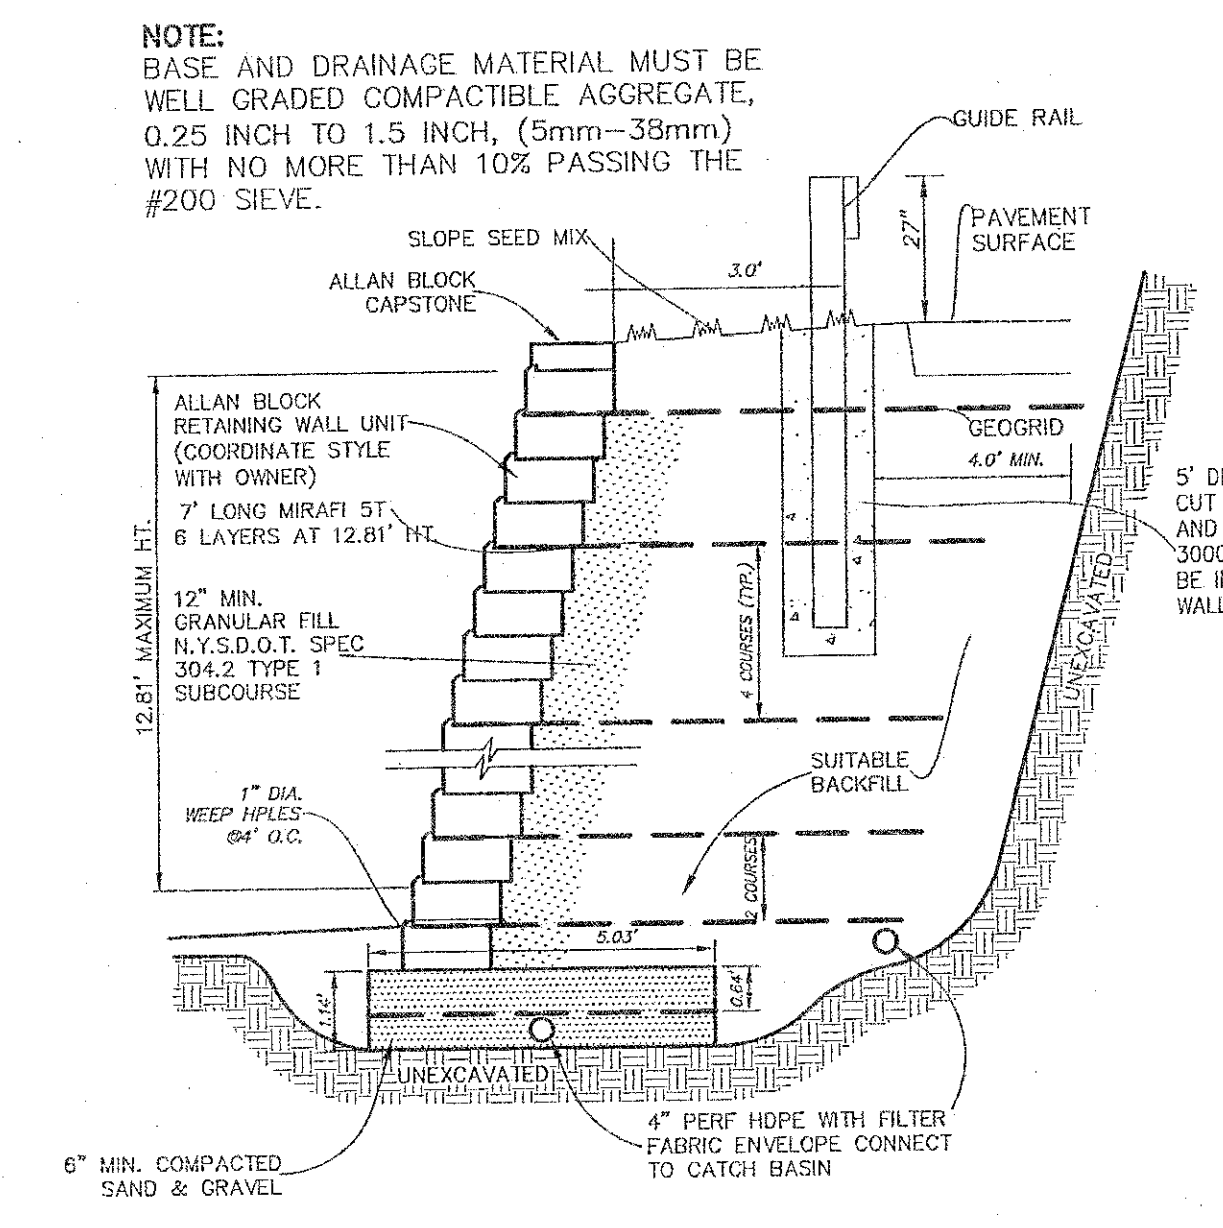 NOTE:
BASE AND DRAINAGE MATERIAL MUST BE
WELL GRADED COMPACTIBLE AGGREGATE,
0.25 INCH TO 1.5 INCH, (5mm-38mm)
WITH NO MORE THAN 10% PASSING THE
#200 SIEVE.
GUIDE RAIL
27"
PAVEMENT
SURFACE
SLOPE SEED MIX
3.0'
ALLAN BLOCK
CAPSTONE
ALLAN BLOCK
RETAINING WALL UNIT
(COORDINATE STYLE
WITH OWNER)
GEOGRID
4.0' MIN.
7' LONG MIRAFI 5T
6 LAYERS AT 12.81' HT.
5' DI
CUT
AND
3000
BE I
WALL
12.81' MAXIMUM HT.
12" MIN.
GRANULAR FILL
N.Y.S.D.O.T. SPEC
304.2 TYPE 1
SUBCOURSE
4 COURSES (TYP.)
UNEXCAVATED
SUITABLE
BACKFILL
1" DIA.
WEEP HPLES
@4' O.C.
2 COURSES
5.03'
1.14'
0.64'
UNEXCAVATED
4" PERF HDPE WITH FILTER
FABRIC ENVELOPE CONNECT
TO CATCH BASIN
6" MIN. COMPACTED
SAND & GRAVEL